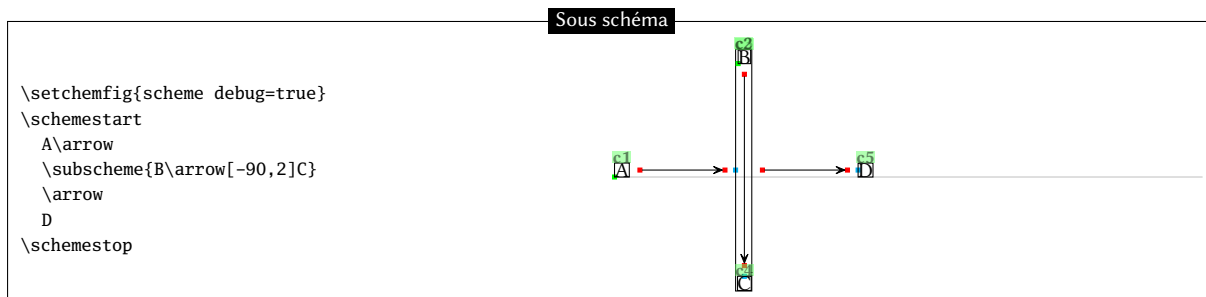 Sous schéma
\setchemfig{scheme debug=true}
\schemestart
A\arrow
\subscheme{B\arrow[-90,2]C}
\arrow
D
\schemestop
c2
B
c1
A
c5
D
c4
C